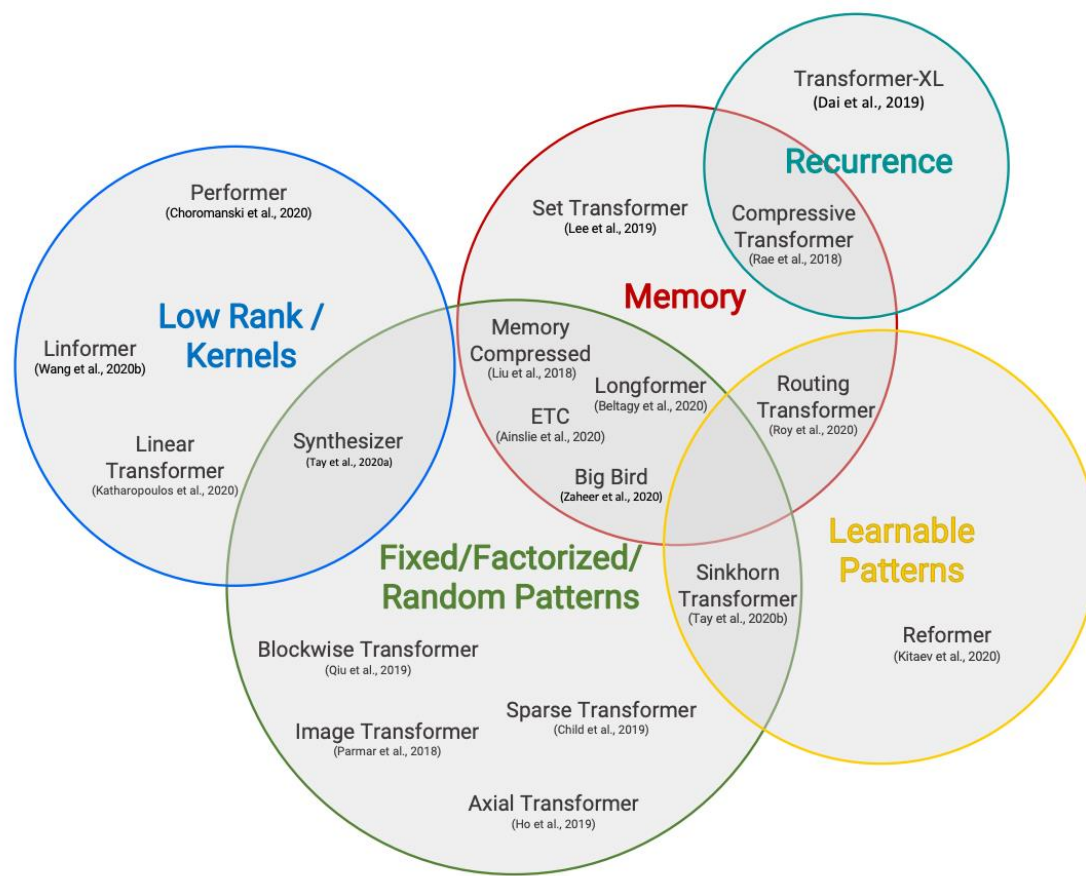 Transformer-XL
(Dai et al., 2019)
Recurrence
Compressive
Transformer
(Rae et al., 2018)
Set Transformer
(Lee et al., 2019)
Memory
Performer
(Choromanski et al., 2020)
Low Rank /
Kernels
Linformer
(Wang et al., 2020b)
Linear
Transformer
(Katharopoulos et al., 2020)
Synthesizer
(Tay et al., 2020a)
Memory
Compressed
(Liu et al., 2018)
Longformer
(Beltagy et al., 2020)
ETC
(Ainslie et al., 2020)
Big Bird
(Zaheer et al., 2020)
Routing
Transformer
(Roy et al., 2020)
Learnable
Patterns
Sinkhorn
Transformer
(Tay et al., 2020b)
Reformer
(Kitaev et al., 2020)
Fixed/Factorized/
Random Patterns
Blockwise Transformer
(Qiu et al., 2019)
Sparse Transformer
(Child et al., 2019)
Image Transformer
(Parmar et al., 2018)
Axial Transformer
(Ho et al., 2019)